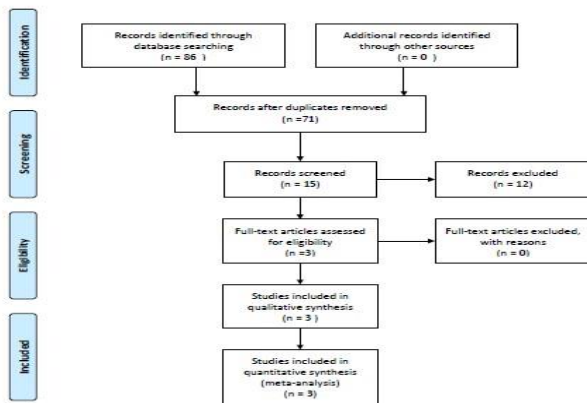 Identification
Records identified through
database searching
(n = 86 )
Additional records identified
through other sources
(n = 0 )
Records after duplicates removed
(n =71)
Screening
Records screened
(n = 15)
Records excluded
(n = 12)
Eligibility
Full-text articles assessed
for eligibility
(n =3)
Full-text articles excluded,
with reasons
(n = 0)
Studies included in
qualitative synthesis
(n = 3 )
Included
Studies included in
quantitative synthesis
(meta-analysis)
(n = 3)